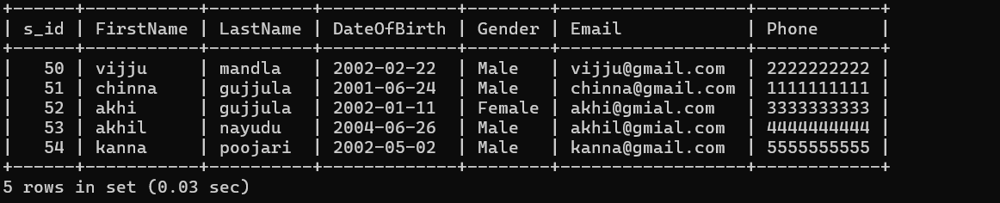 +------+-----------+----------+-------------+--------+------------------+------------+
| s_id | FirstName | LastName | DateOfBirth | Gender | Email            | Phone      |
+------+-----------+----------+-------------+--------+------------------+------------+
|   50 | vijju     | mandla   | 2002-02-22  | Male   | vijju@gmail.com  | 2222222222 |
|   51 | chinna    | gujjula  | 2001-06-24  | Male   | chinna@gmail.com | 1111111111 |
|   52 | akhi      | gujjula  | 2002-01-11  | Female | akhi@gmial.com   | 3333333333 |
|   53 | akhil     | nayudu   | 2004-06-26  | Male   | akhil@gmial.com  | 4444444444 |
|   54 | kanna     | poojari  | 2002-05-02  | Male   | kanna@gmail.com  | 5555555555 |
+------+-----------+----------+-------------+--------+------------------+------------+
5 rows in set (0.03 sec)